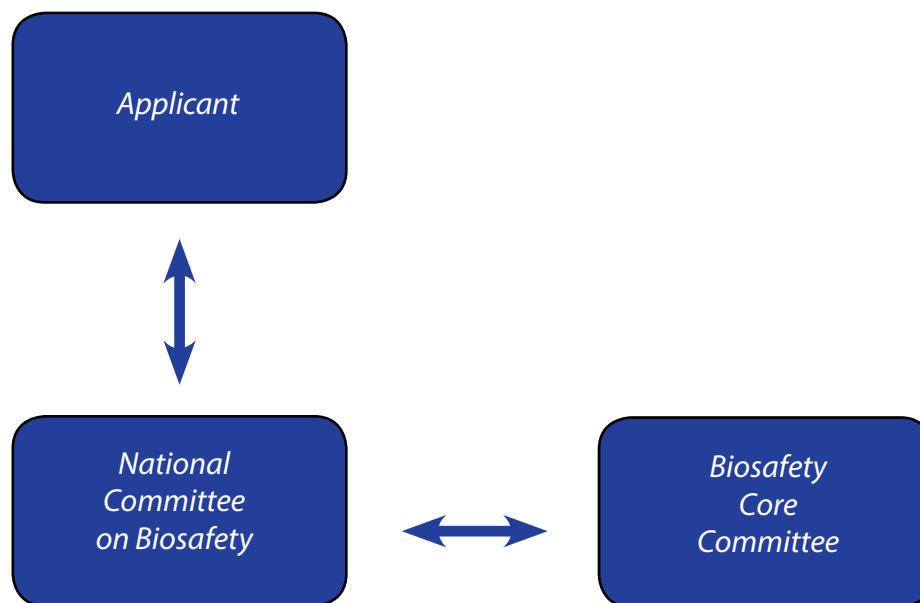 Applicant
National
Committee
on Biosafety
Biosafety
Core
Committee